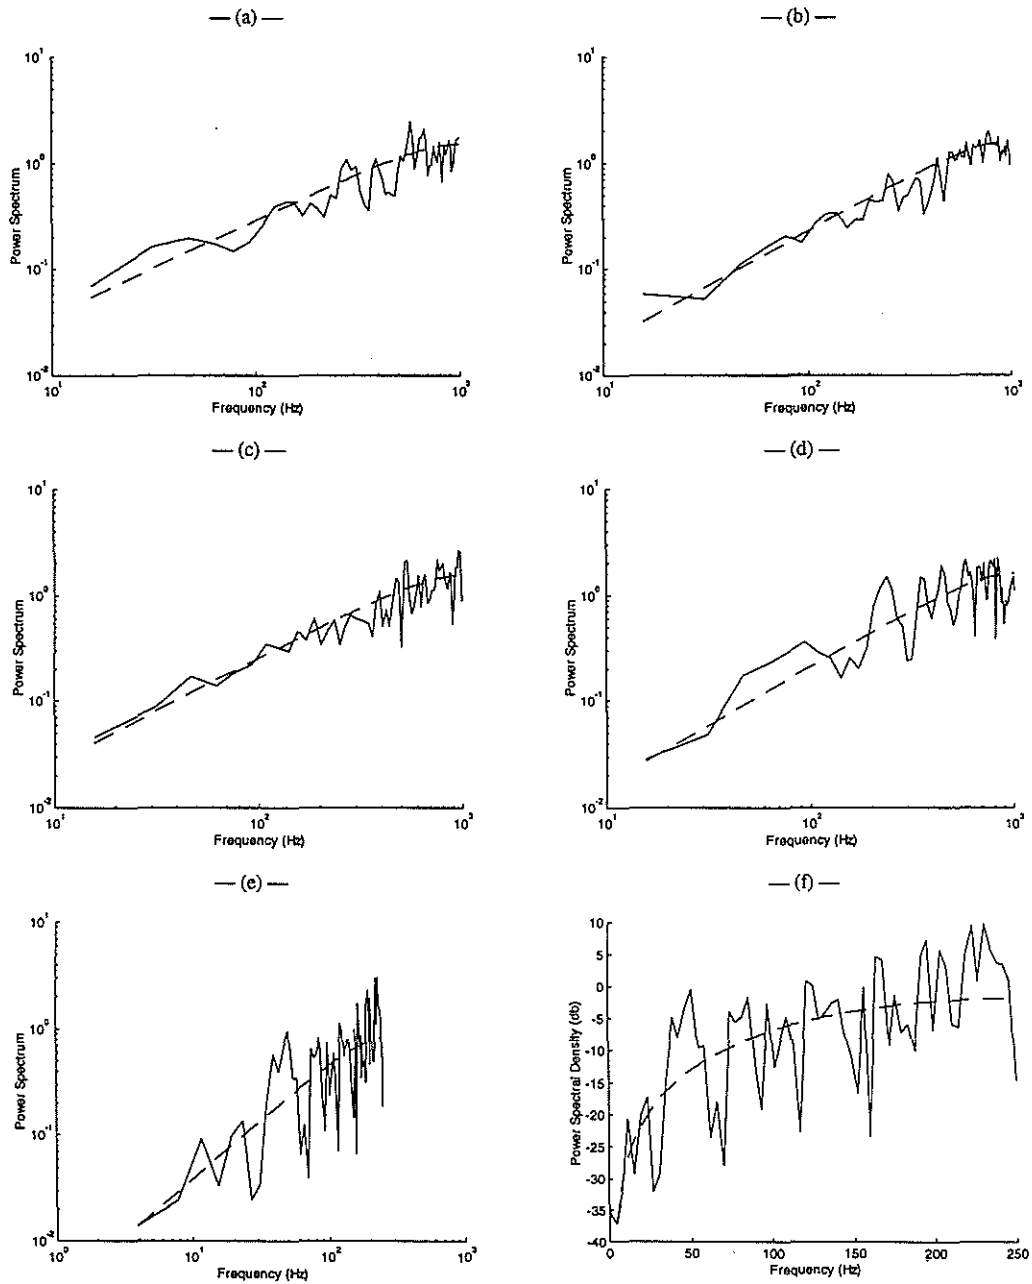 — (a) —
— (b) —
10¹
10⁰
10⁻¹
10⁻²
Power Spectrum
10¹
10²
10³
Frequency (Hz)
10¹
10⁰
10⁻¹
10⁻²
Power Spectrum
10¹
10²
10³
Frequency (Hz)
— (c) —
— (d) —
10¹
10⁰
10⁻¹
10⁻²
Power Spectrum
10¹
10²
10³
Frequency (Hz)
10¹
10⁰
10⁻¹
10⁻²
Power Spectrum
10¹
10²
10³
Frequency (Hz)
— (e) —
— (f) —
10¹
10⁰
10⁻¹
10⁻²
Power Spectrum
10⁰
10¹
10²
10³
Frequency (Hz)
10
5
0
-5
-10
-15
-20
-25
-30
-35
-40
Power Spectral Density (db)
0
50
100
150
200
250
Frequency (Hz)